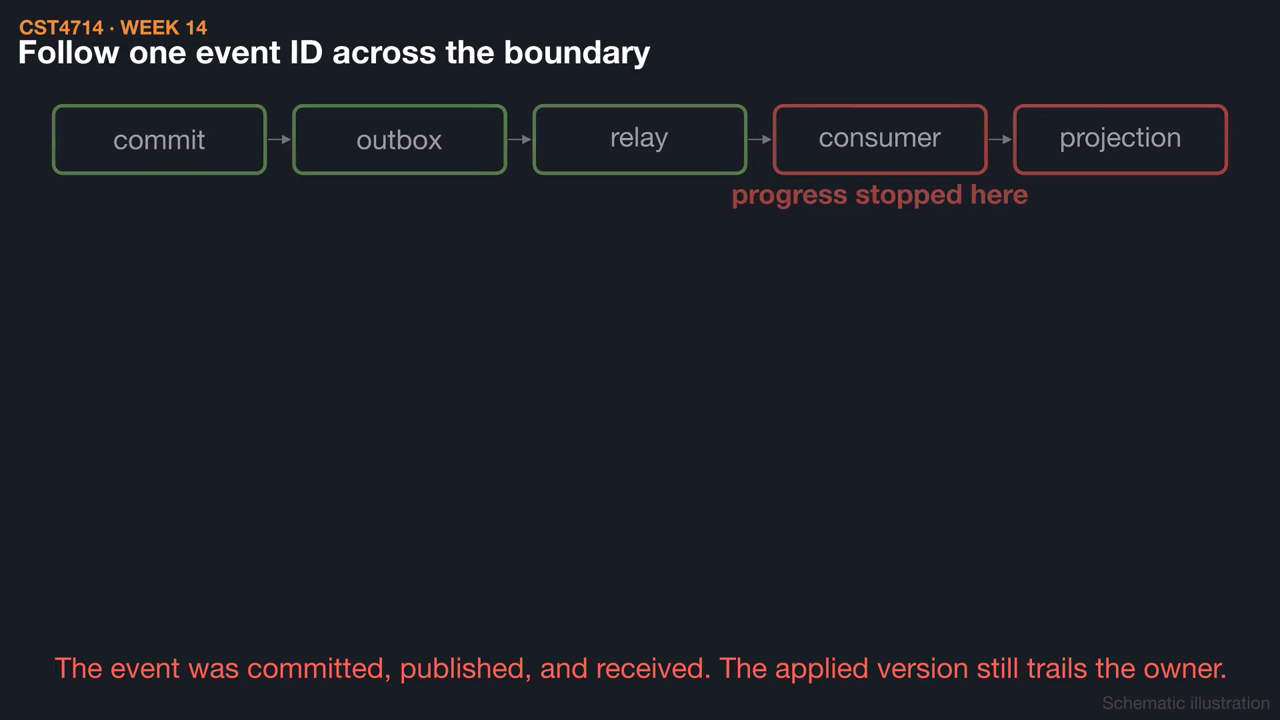 CST4714 · WEEK 14
Follow one event ID across the boundary
commit
outbox
relay
consumer
projection
progress stopped here
The event was committed, published, and received. The applied version still trails the owner.
Schematic illustration